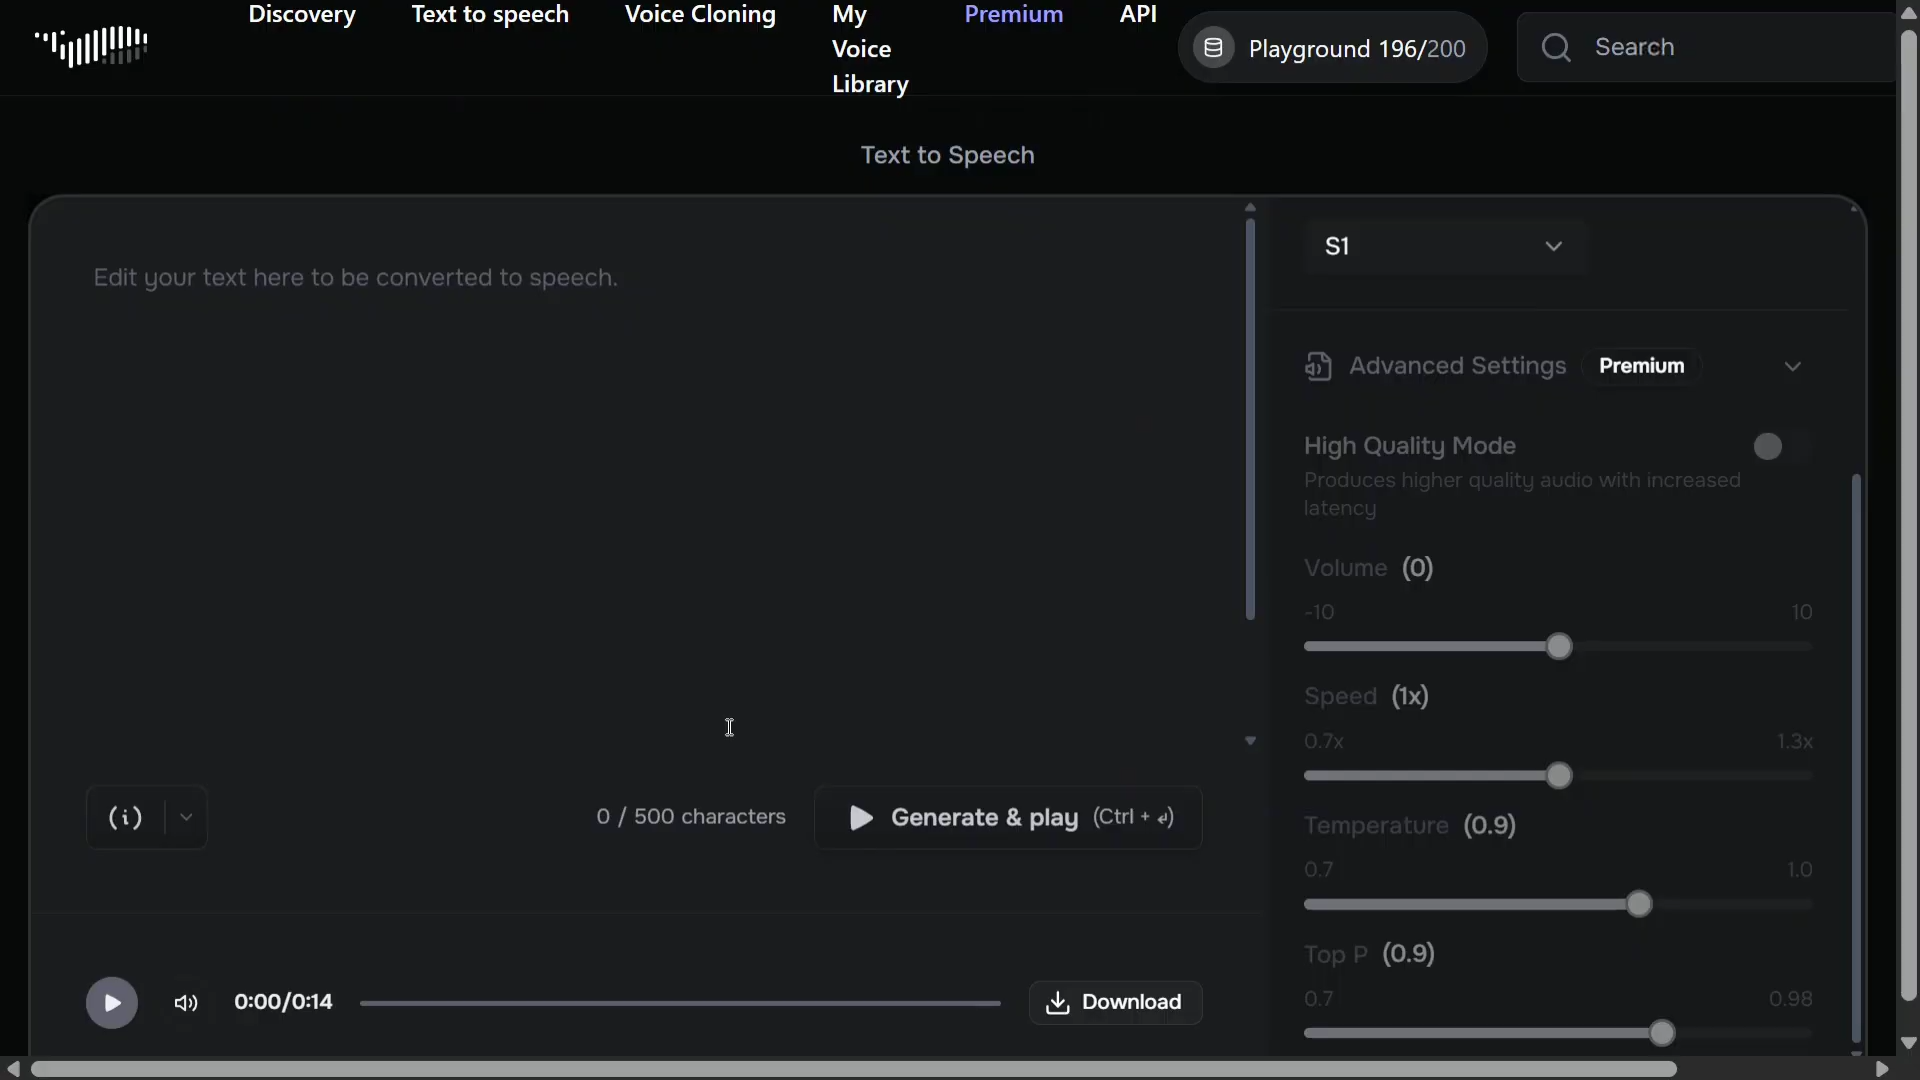 Discovery
Text to speech
Voice Cloning
My
Voice
Library
Premium
API
Playground 196/200
Search
Text to Speech
Edit your text here to be converted to speech.
S1
Advanced Settings Premium
High Quality Mode
Produces higher quality audio with increased
latency
Volume (0)
-10 10
Speed (1x)
0.7x 1.3x
Temperature (0.9)
0.7 1.0
Top P (0.9)
0.7 0.98
(i)
0 / 500 characters
Generate & play (Ctrl + ↵)
0:00/0:14
Download